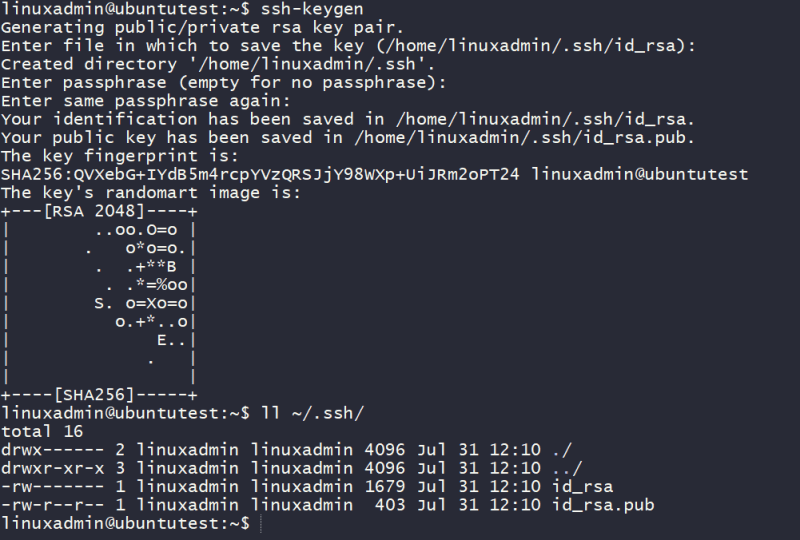 linuxadmin@ubuntutest:~$ ssh-keygen
Generating public/private rsa key pair.
Enter file in which to save the key (/home/linuxadmin/.ssh/id_rsa):
Created directory '/home/linuxadmin/.ssh'.
Enter passphrase (empty for no passphrase):
Enter same passphrase again:
Your identification has been saved in /home/linuxadmin/.ssh/id_rsa.
Your public key has been saved in /home/linuxadmin/.ssh/id_rsa.pub.
The key fingerprint is:
SHA256:QVXebG+IYdB5m4rcpYVzQRSJjY98WXp+UiJRm2oPT24 linuxadmin@ubuntutest
The key's randomart image is:
+---[RSA 2048]----+
|        ..oo.O=o |
|       .   o*o=o.|
|        .  .+**B |
|         . .*=%oo|
|        S. o=Xo=o|
|          o.+*..o|
|              E..|
|             .   |
|                 |
+----[SHA256]-----+
linuxadmin@ubuntutest:~$ ll ~/.ssh/
total 16
drwx------ 2 linuxadmin linuxadmin 4096 Jul 31 12:10 ./
drwxr-xr-x 3 linuxadmin linuxadmin 4096 Jul 31 12:10 ../
-rw------- 1 linuxadmin linuxadmin 1679 Jul 31 12:10 id_rsa
-rw-r--r-- 1 linuxadmin linuxadmin  403 Jul 31 12:10 id_rsa.pub
linuxadmin@ubuntutest:~$